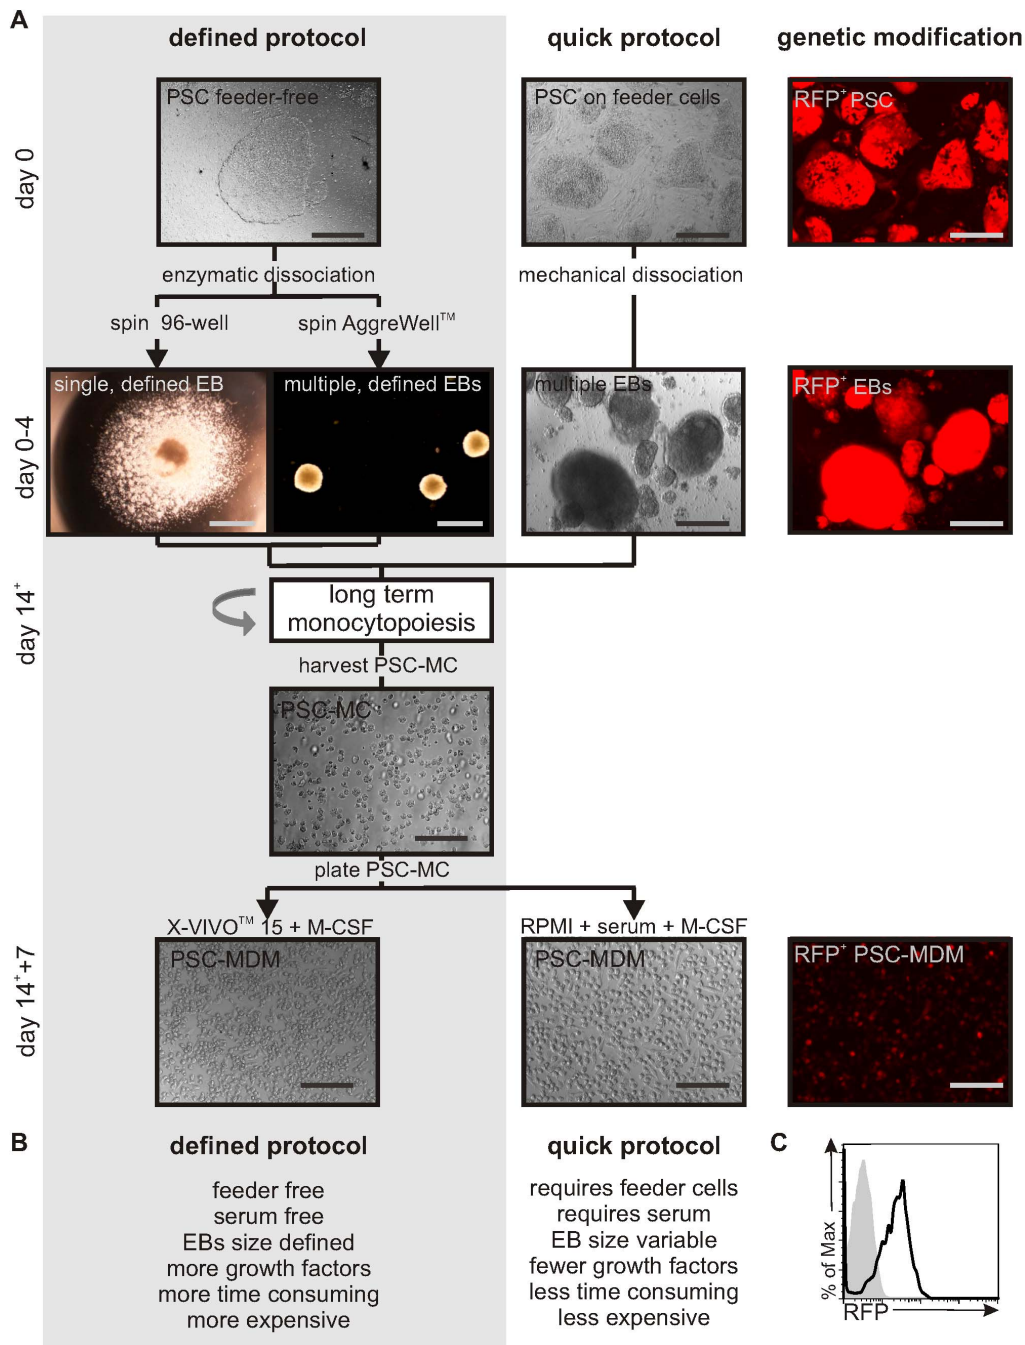 A
defined protocol
quick protocol
genetic modification
day 0
PSC feeder-free
PSC on feeder cells
RFP⁺ PSC
enzymatic dissociation
mechanical dissociation
spin 96-well
spin AggreWell™
day 0-4
single, defined EB
multiple, defined EBs
multiple EBs
RFP⁺ EBs
day 14⁺
long term
monocytopoiesis
harvest PSC-MC
PSC-MC
plate PSC-MC
day 14⁺+7
X-VIVO™ 15 + M-CSF
RPMI + serum + M-CSF
PSC-MDM
PSC-MDM
RFP⁺ PSC-MDM
B
defined protocol
feeder free
serum free
EBs size defined
more growth factors
more time consuming
more expensive
quick protocol
requires feeder cells
requires serum
EB size variable
fewer growth factors
less time consuming
less expensive
C
% of Max
RFP